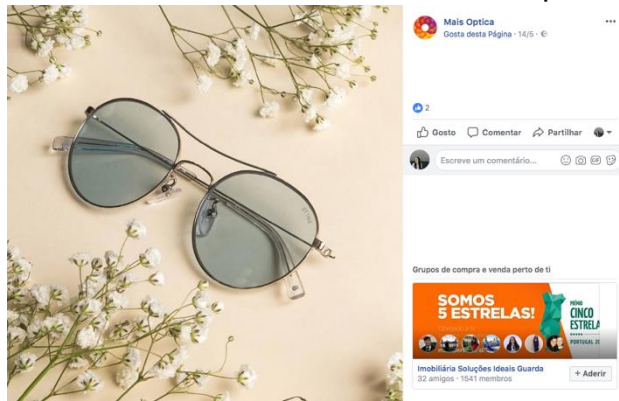 Mais Optica
Gosta desta Página · 14/5 ·
2
Gosto Comentar Partilhar
Escreve um comentário...
GIF
Grupos de compra e venda perto de ti
SOMOS
5 ESTRELAS!
PRÉMIO
CINCO
ESTRELA
PORTUGAL
Imobiliária Soluções Ideais Guarda
32 amigos · 1541 membros
+ Aderir